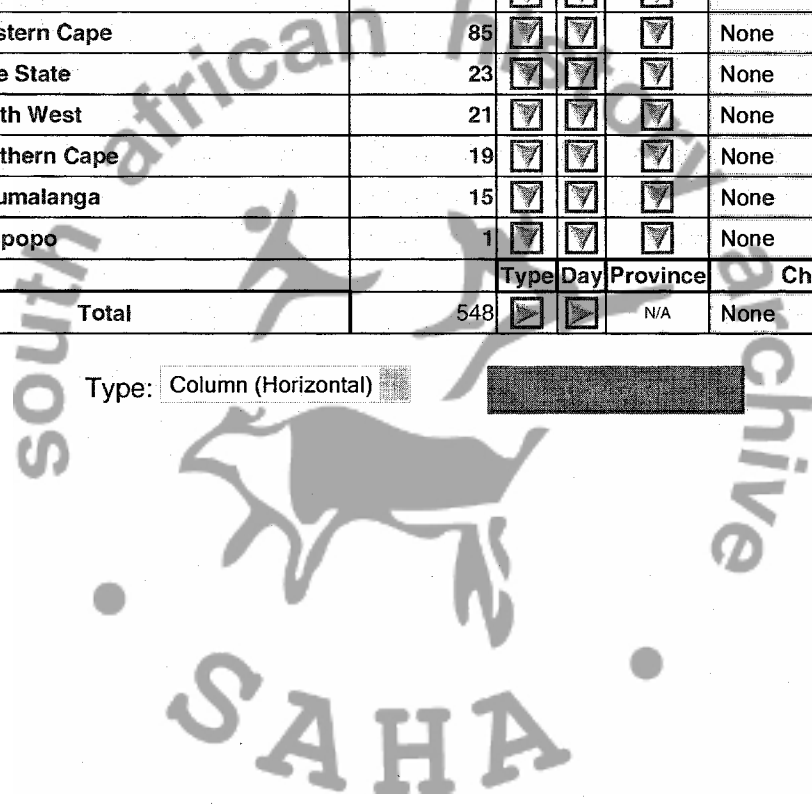 stern Cape 85 None
e State 23 None
th West 21 None
thern Cape 19 None
umalanga 15 None
popo 1 None
Type Day Province Ch
Total 548 N/A None
Type: Column (Horizontal)
south african history archive
SAHA